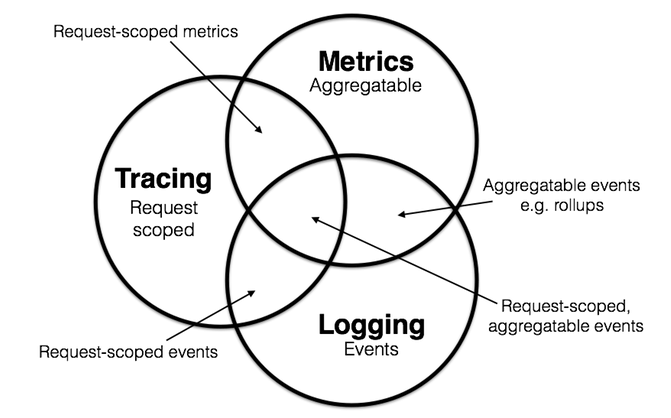 Request-scoped metrics
Metrics
Aggregatable
Tracing
Request
scoped
Aggregatable events
e.g. rollups
Request-scoped,
aggregatable events
Logging
Events
Request-scoped events